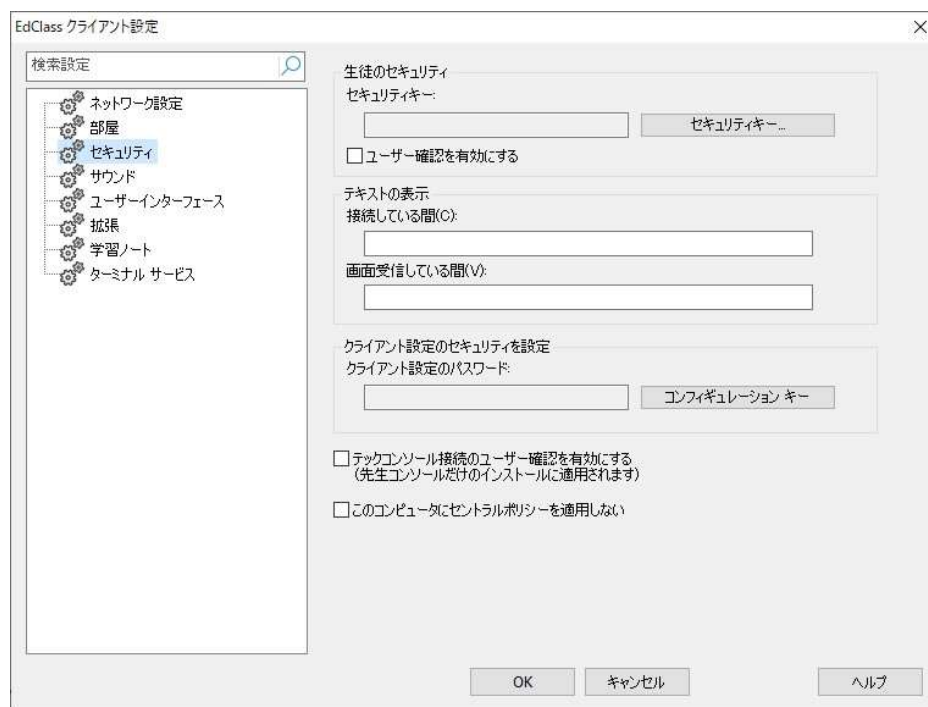 EdClass クライアント設定
検索設定
ネットワーク設定
部屋
セキュリティ
サウンド
ユーザーインターフェース
拡張
学習ノート
ターミナル サービス
生徒のセキュリティ
セキュリティキー:
セキュリティキー...
ユーザー確認を有効にする
テキストの表示
接続している間(C):
画面受信している間(V):
クライアント設定のセキュリティを設定
クライアント設定のパスワード:
コンフィギュレーション キー
テックコンソール接続のユーザー確認を有効にする
(先生コンソールだけのインストールに適用されます)
このコンピュータにセントラルポリシーを適用しない
OK
キャンセル
ヘルプ